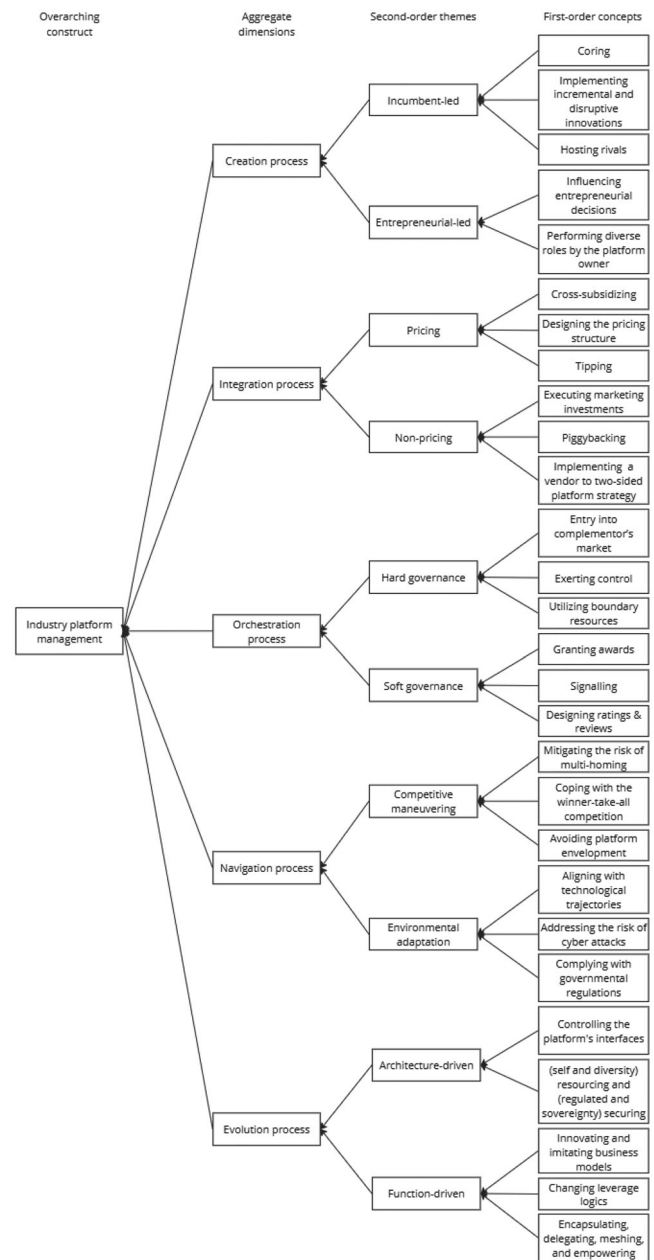 Overarching
construct
Aggregate
dimensions
Second-order themes
First-order concepts
Coring
Implementing
incremental and
disruptive
innovations
Incumbent-led
Hosting rivals
Creation process
Influencing
entrepreneurial
decisions
Entrepreneurial-led
Performing diverse
roles by the platform
owner
Cross-subsidizing
Pricing
Designing the pricing
structure
Tipping
Integration process
Executing marketing
investments
Non-pricing
Piggybacking
Implementing a
vendor to two-sided
platform strategy
Entry into
complementor's
market
Hard governance
Exerting control
Utilizing boundary
resources
Industry platform
management
Orchestration
process
Granting awards
Soft governance
Signalling
Designing ratings &
reviews
Mitigating the risk of
multi-homing
Competitive
maneuvering
Coping with the
winner-take-all
competition
Avoiding platform
envelopment
Navigation process
Aligning with
technological
trajectories
Environmental
adaptation
Addressing the risk of
cyber attacks
Complying with
governmental
regulations
Controlling the
platform's interfaces
Architecture-driven
(self and diversity)
resourcing and
(regulated and
sovereignty) securing
Evolution process
Innovating and
imitating business
models
Function-driven
Changing leverage
logics
Encapsulating,
delegating, meshing,
and empowering